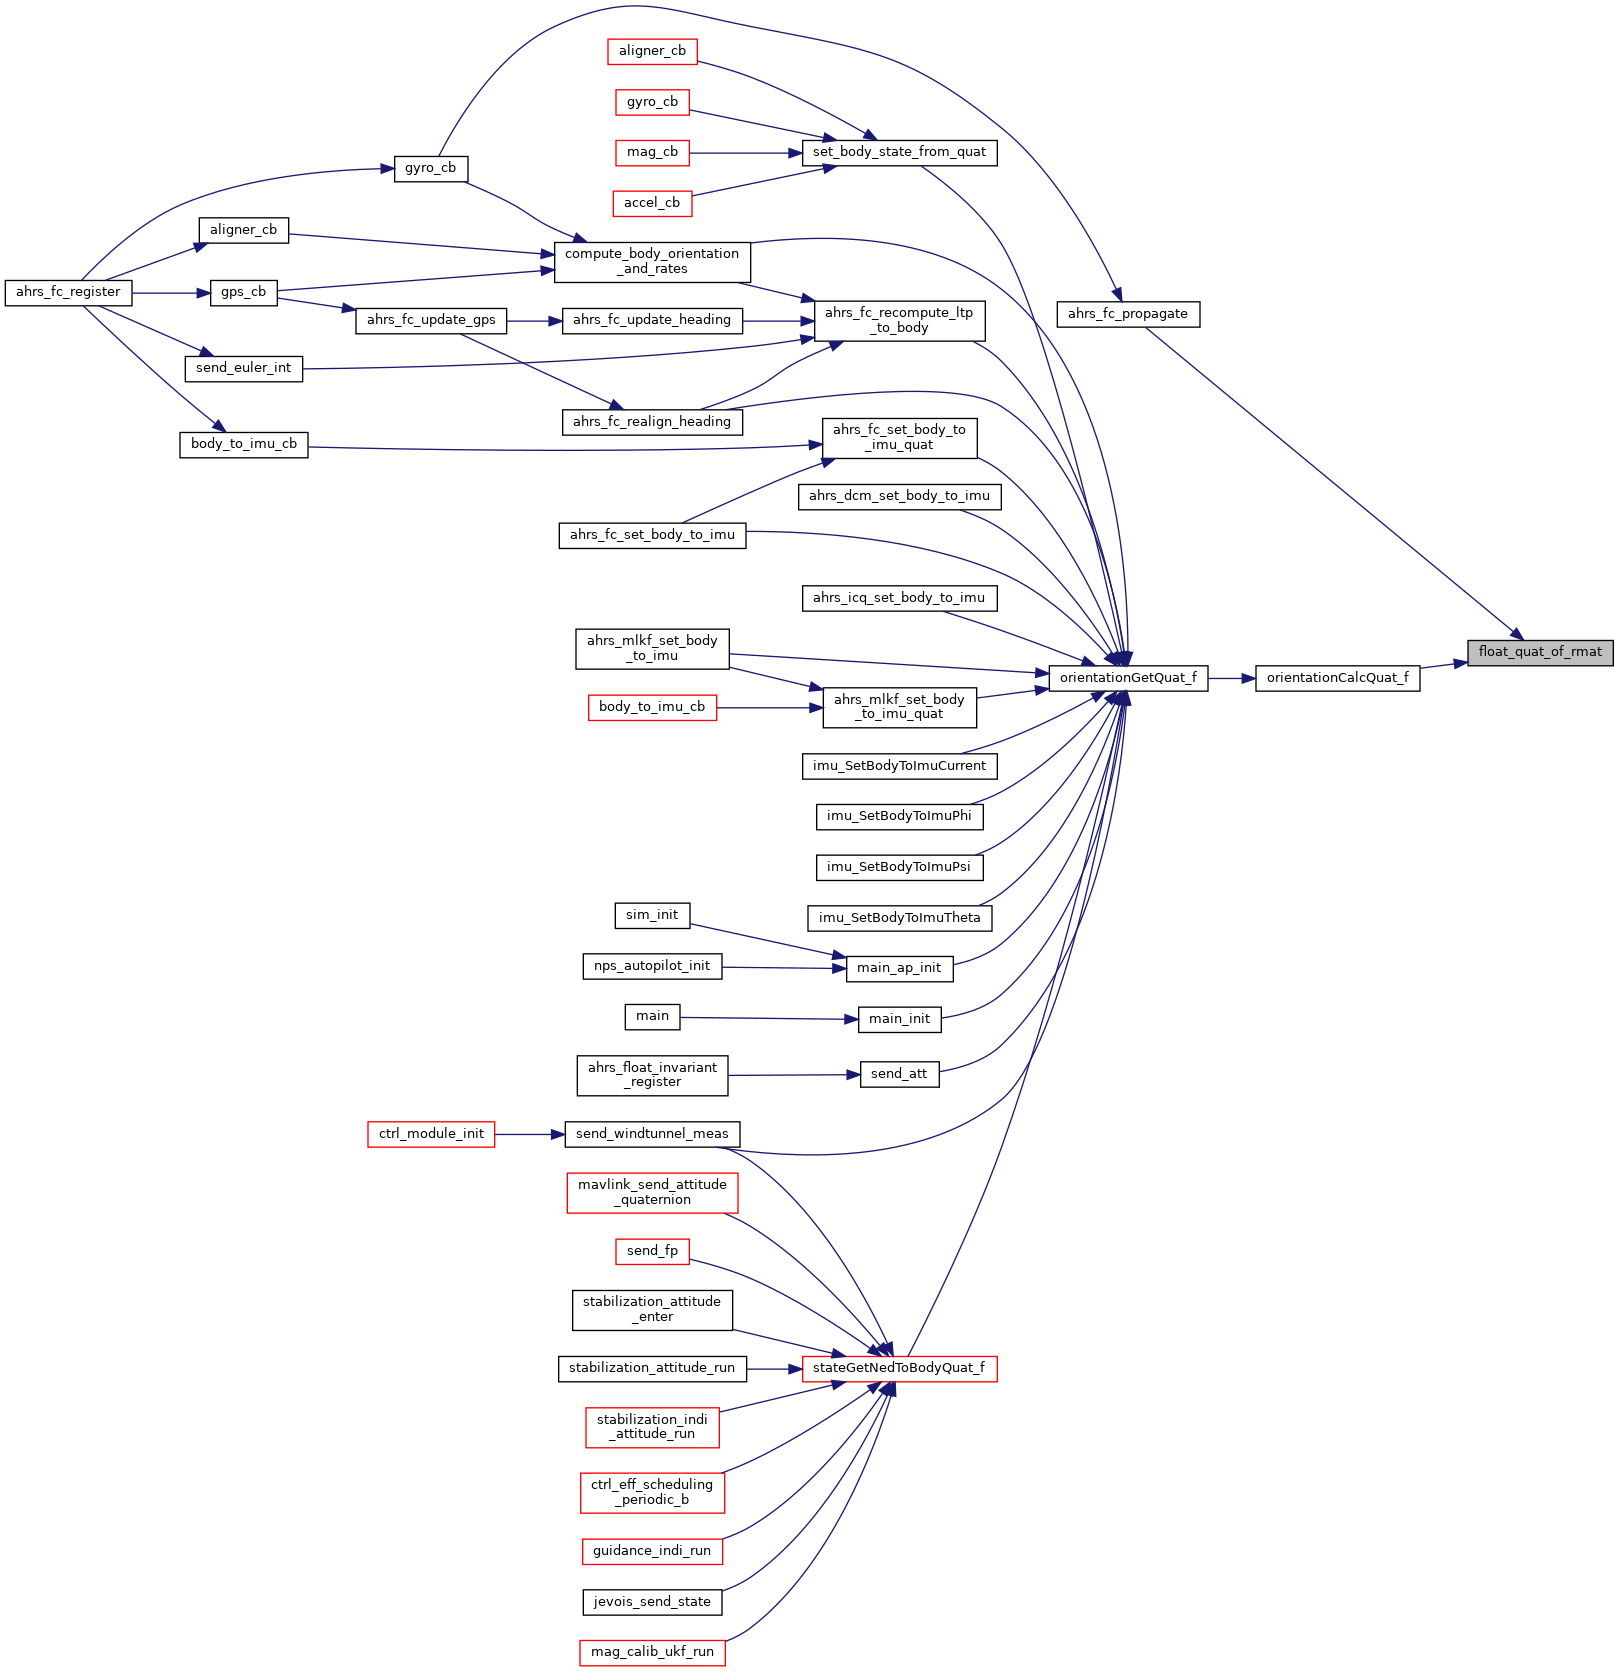 aligner_cb
gyro_cb
mag_cb
accel_cb
set_body_state_from_quat
gyro_cb
aligner_cb
ahrs_fc_register
gps_cb
send_euler_int
body_to_imu_cb
compute_body_orientation
_and_rates
ahrs_fc_update_gps
ahrs_fc_update_heading
ahrs_fc_recompute_ltp
_to_body
ahrs_fc_realign_heading
ahrs_fc_propagate
ahrs_fc_set_body_to
_imu_quat
ahrs_dcm_set_body_to_imu
ahrs_fc_set_body_to_imu
ahrs_icq_set_body_to_imu
ahrs_mlkf_set_body
_to_imu
body_to_imu_cb
ahrs_mlkf_set_body
_to_imu_quat
orientationGetQuat_f
orientationCalcQuat_f
float_quat_of_rmat
imu_SetBodyToImuCurrent
imu_SetBodyToImuPhi
imu_SetBodyToImuPsi
imu_SetBodyToImuTheta
sim_init
nps_autopilot_init
main_ap_init
main
main_init
ahrs_float_invariant
_register
send_att
ctrl_module_init
send_windtunnel_meas
mavlink_send_attitude
_quaternion
send_fp
stabilization_attitude
_enter
stabilization_attitude_run
stateGetNedToBodyQuat_f
stabilization_indi
_attitude_run
ctrl_eff_scheduling
_periodic_b
guidance_indi_run
jevois_send_state
mag_calib_ukf_run